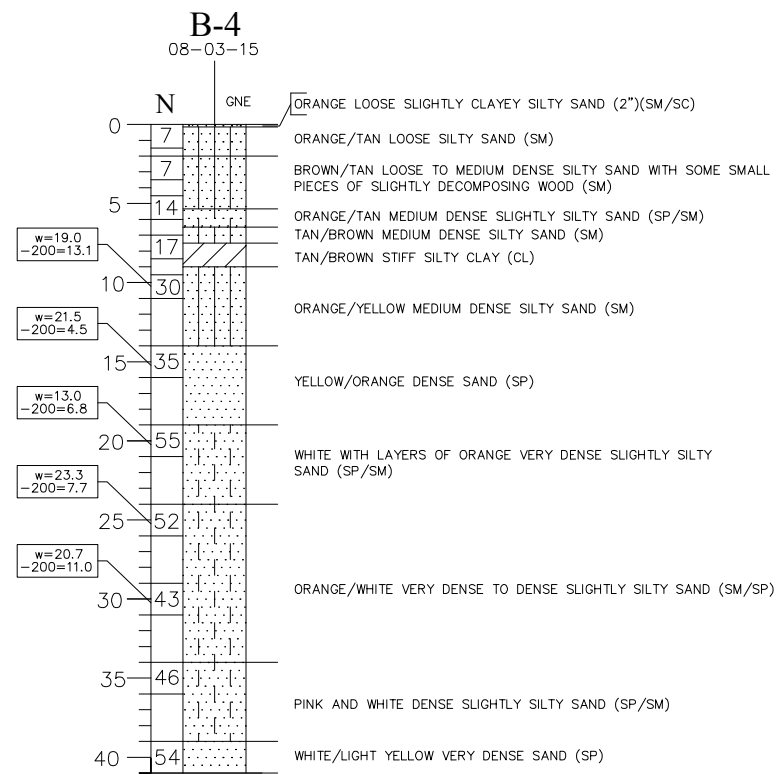 B-4
08-03-15
N
GNE
ORANGE LOOSE SLIGHTLY CLAYEY SILTY SAND (2")(SM/SC)
0
7
ORANGE/TAN LOOSE SILTY SAND (SM)
7
BROWN/TAN LOOSE TO MEDIUM DENSE SILTY SAND WITH SOME SMALL
PIECES OF SLIGHTLY DECOMPOSING WOOD (SM)
5
14
ORANGE/TAN MEDIUM DENSE SLIGHTLY SILTY SAND (SP/SM)
TAN/BROWN MEDIUM DENSE SILTY SAND (SM)
w=19.0
-200=13.1
17
TAN/BROWN STIFF SILTY CLAY (CL)
10
30
ORANGE/YELLOW MEDIUM DENSE SILTY SAND (SM)
w=21.5
-200=4.5
15
35
YELLOW/ORANGE DENSE SAND (SP)
w=13.0
-200=6.8
20
55
WHITE WITH LAYERS OF ORANGE VERY DENSE SLIGHTLY SILTY
SAND (SP/SM)
w=23.3
-200=7.7
25
52
w=20.7
-200=11.0
30
43
ORANGE/WHITE VERY DENSE TO DENSE SLIGHTLY SILTY SAND (SM/SP)
35
46
PINK AND WHITE DENSE SLIGHTLY SILTY SAND (SP/SM)
40
54
WHITE/LIGHT YELLOW VERY DENSE SAND (SP)